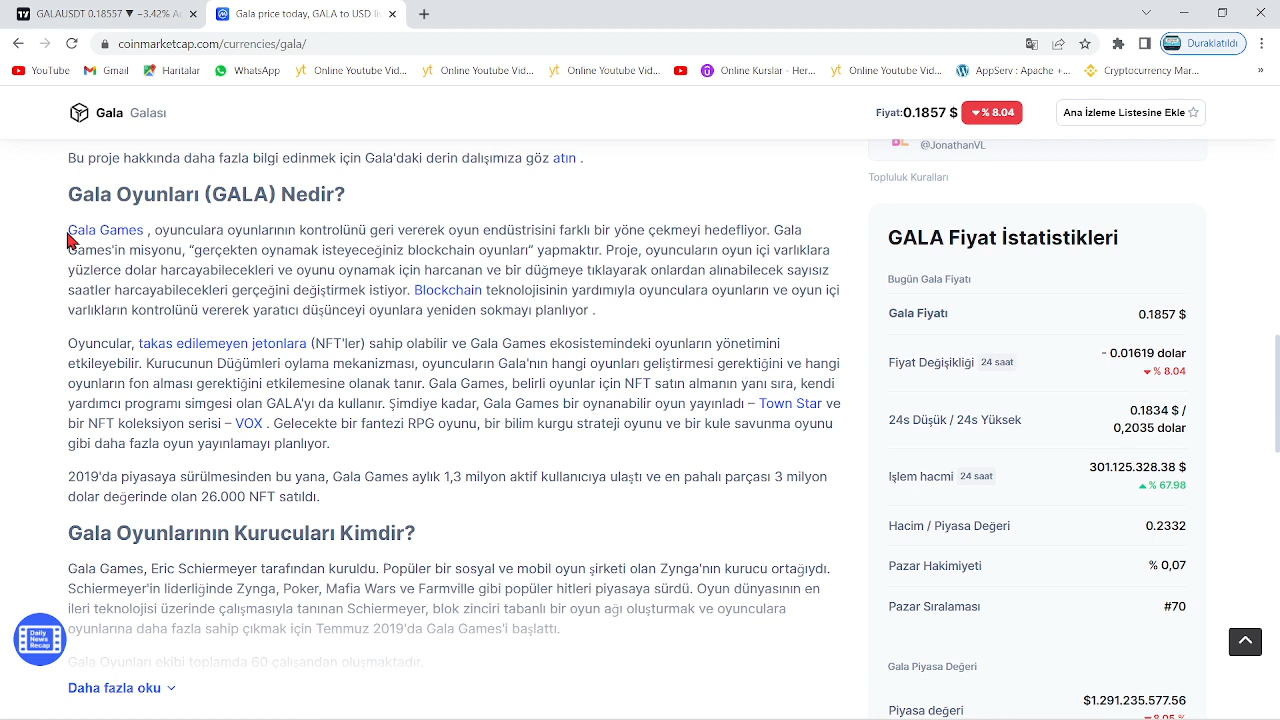 GALAUSDT 0.18557 ▼ −3.42%
Gala price today, GALA to USD
coinmarketcap.com/currencies/gala/
Duraklatıldı
YouTube
Gmail
Haritalar
WhatsApp
Online Youtube Vid...
Online Youtube Vid...
Online Youtube Vid...
Online Kurslar - Her...
Online Youtube Vid...
AppServ : Apache +...
Cryptocurrency Mar...
»
Gala Galası
Fiyat:0.1857 $ % 8.04
Ana İzleme Listesine Ekle
Bu proje hakkında daha fazla bilgi edinmek için Gala'daki derin dalışımıza göz atın .
Gala Oyunları (GALA) Nedir?
Gala Games , oyunculara oyunlarının kontrolünü geri vererek oyun endüstrisini farklı bir yöne çekmeyi hedefliyor. Gala
Games'in misyonu, “gerçekten oynamak isteyeceğiniz blockchain oyunları” yapmaktır. Proje, oyuncuların oyun içi varlıklara
yüzlerce dolar harcayabilecekleri ve oyunu oynamak için harcanan ve bir düğmeye tıklayarak onlardan alınabilecek sayısız
saatler harcayabilecekleri gerçeğini değiştirmek istiyor. Blockchain teknolojisinin yardımıyla oyunculara oyunların ve oyun içi
varlıkların kontrolünü vererek yaratıcı düşünceyi oyunlara yeniden sokmayı planlıyor .
Oyuncular, takas edilemeyen jetonlara (NFT'ler) sahip olabilir ve Gala Games ekosistemindeki oyunların yönetimini
etkileyebilir. Kurucunun Düğümleri oylama mekanizması, oyuncuların Gala'nın hangi oyunları geliştirmesi gerektiğini ve hangi
oyunların fon alması gerektiğini etkilemesine olanak tanır. Gala Games, belirli oyunlar için NFT satın almanın yanı sıra, kendi
yardımcı programı simgesi olan GALA'yı da kullanır. Şimdiye kadar, Gala Games bir oynanabilir oyun yayınladı – Town Star ve
bir NFT koleksiyon serisi – VOX . Gelecekte bir fantezi RPG oyunu, bir bilim kurgu strateji oyunu ve bir kule savunma oyunu
gibi daha fazla oyun yayınlamayı planlıyor.
2019'da piyasaya sürülmesinden bu yana, Gala Games aylık 1,3 milyon aktif kullanıcıya ulaştı ve en pahalı parçası 3 milyon
dolar değerinde olan 26.000 NFT satıldı.
Gala Oyunlarının Kurucuları Kimdir?
Gala Games, Eric Schiermeyer tarafından kuruldu. Popüler bir sosyal ve mobil oyun şirketi olan Zynga'nın kurucu ortağıydı.
Schiermeyer'in liderliğinde Zynga, Poker, Mafia Wars ve Farmville gibi popüler hitleri piyasaya sürdü. Oyun dünyasının en
ileri teknolojisi üzerinde çalışmasıyla tanınan Schiermeyer, blok zinciri tabanlı bir oyun ağı oluşturmak ve oyunculara
oyunlarına daha fazla sahip çıkmak için Temmuz 2019'da Gala Games'i başlattı.
Gala Oyunları ekibi toplamda 60 çalışandan oluşmaktadır.
Daha fazla oku
Daily
News
Recap
@JonathanVL
Topluluk Kuralları
GALA Fiyat İstatistikleri
Bugün Gala Fiyatı
Gala Fiyatı 0.1857 $
Fiyat Değişikliği 24 saat - 0.01619 dolar
% 8.04
24s Düşük / 24s Yüksek 0.1834 $ /
0,2035 dolar
İşlem hacmi 24 saat 301.125.328.38 $
% 67.98
Hacim / Piyasa Değeri 0.2332
Pazar Hakimiyeti % 0,07
Pazar Sıralaması #70
Gala Piyasa Değeri
Piyasa değeri $1.291.235.577.56
% 8.05